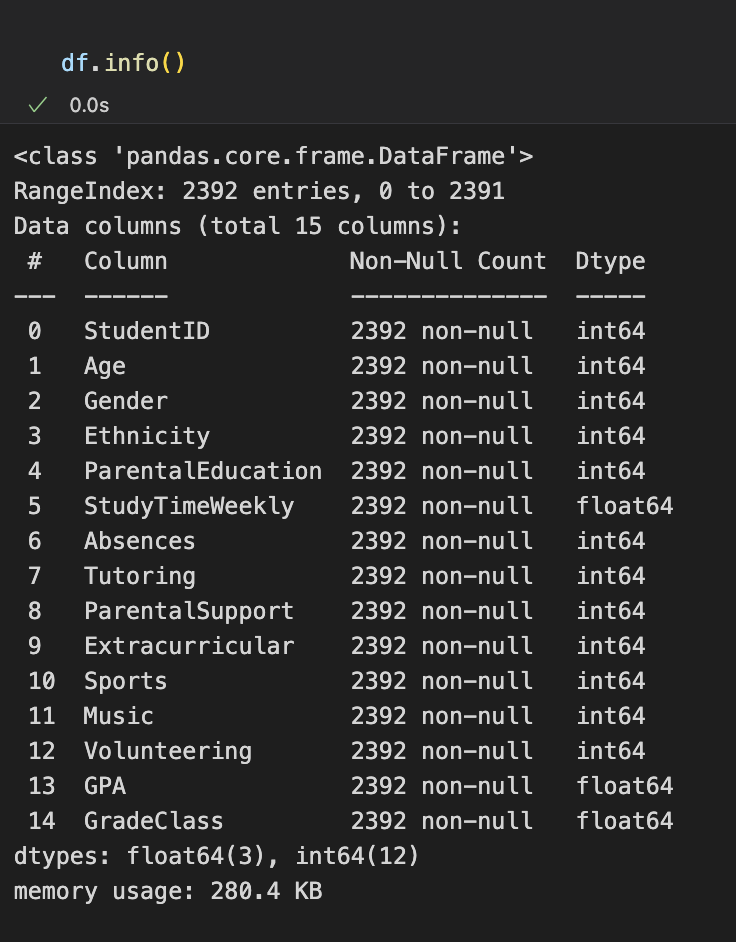 df.info()
0.0s
<class 'pandas.core.frame.DataFrame'>
RangeIndex: 2392 entries, 0 to 2391
Data columns (total 15 columns):
 #   Column             Non-Null Count  Dtype
---  ------             --------------  -----
 0   StudentID          2392 non-null   int64
 1   Age                2392 non-null   int64
 2   Gender             2392 non-null   int64
 3   Ethnicity          2392 non-null   int64
 4   ParentalEducation  2392 non-null   int64
 5   StudyTimeWeekly    2392 non-null   float64
 6   Absences           2392 non-null   int64
 7   Tutoring           2392 non-null   int64
 8   ParentalSupport    2392 non-null   int64
 9   Extracurricular    2392 non-null   int64
 10  Sports             2392 non-null   int64
 11  Music              2392 non-null   int64
 12  Volunteering       2392 non-null   int64
 13  GPA                2392 non-null   float64
 14  GradeClass         2392 non-null   float64
dtypes: float64(3), int64(12)
memory usage: 280.4 KB